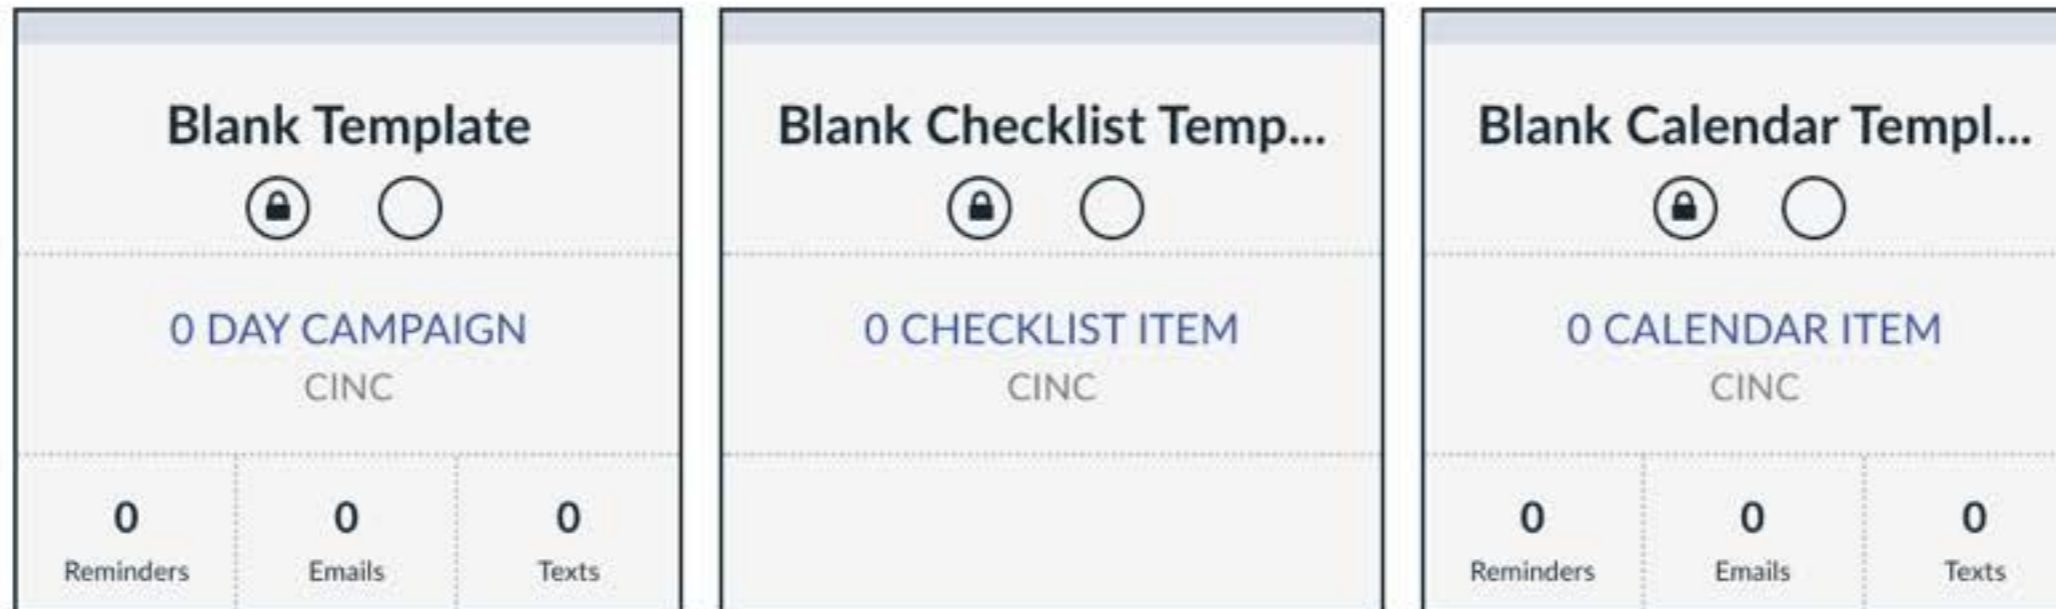 Blank Template
0 DAY CAMPAIGN
CINC
0 0 0
Reminders Emails Texts
Blank Checklist Temp...
0 CHECKLIST ITEM
CINC
Blank Calendar Templ...
0 CALENDAR ITEM
CINC
0 0 0
Reminders Emails Texts